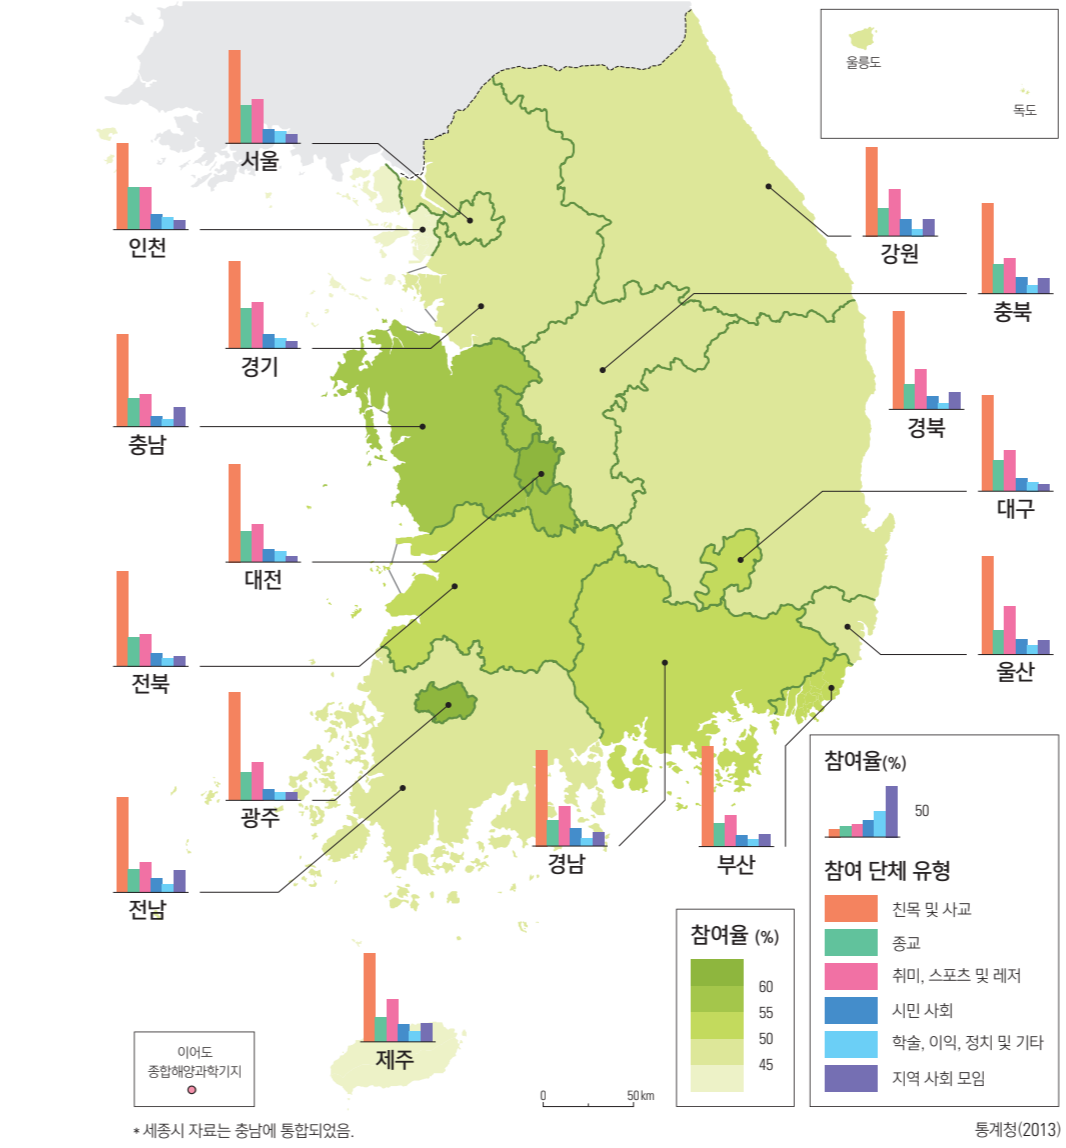 울릉도
독도
서울
인천
강원
충북
경기
경북
충남
대구
대전
울산
전북
광주
경남
부산
전남
제주
참여율(%)
50
참여 단체 유형
친목 및 사교
종교
취미, 스포츠 및 레저
시민 사회
학술, 이익, 정치 및 기타
지역 사회 모임
참여율 (%)
60
55
50
45
이어도
종합해양과학기지
0 50 km
* 세종시 자료는 충남에 통합되었음.
통계청(2013)